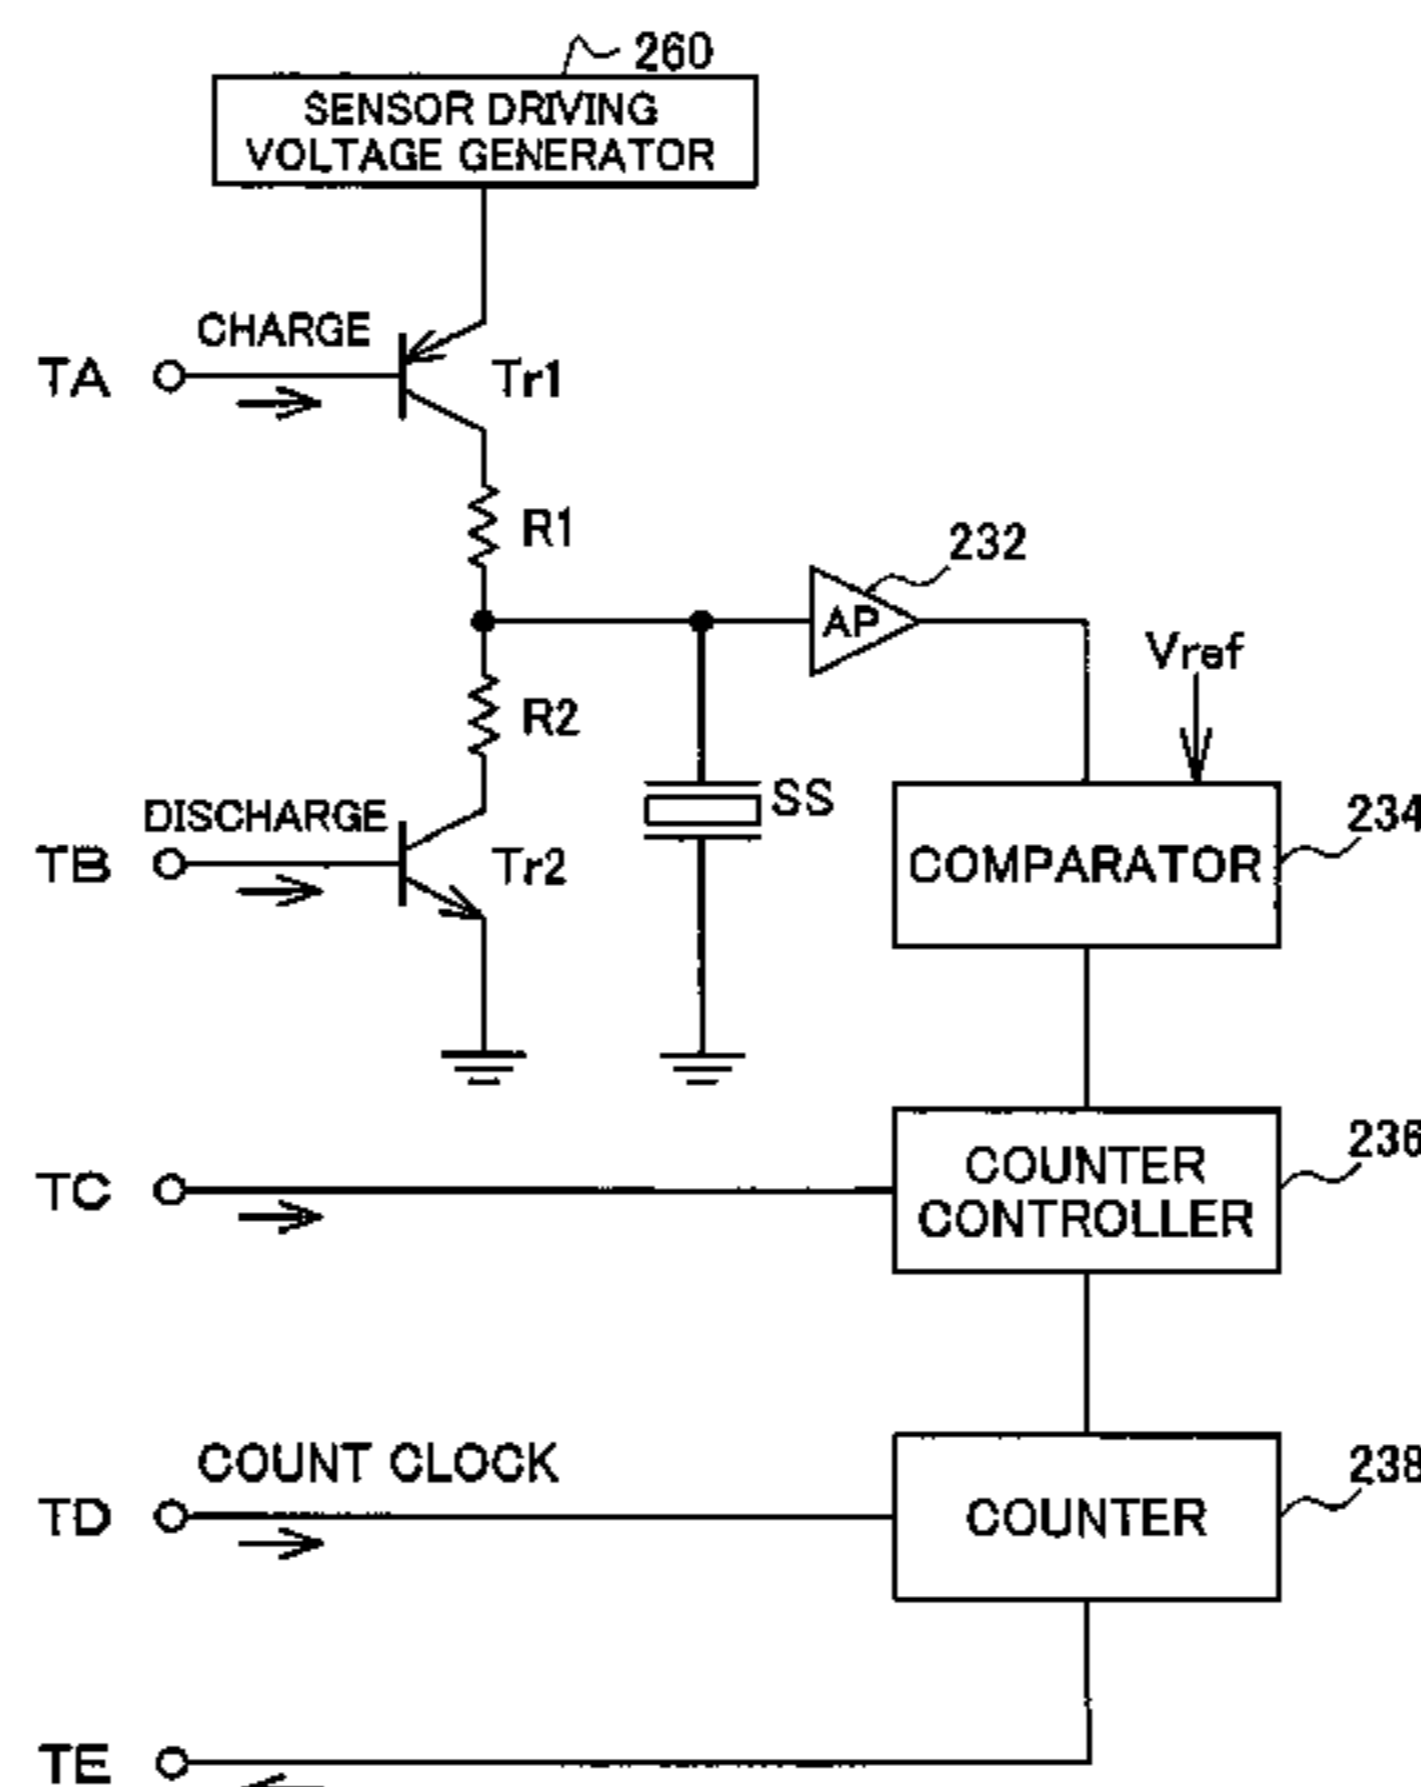 260
SENSOR DRIVING
VOLTAGE GENERATOR
CHARGE
TA
Tr1
R1
232
AP
Vref
R2
SS
DISCHARGE
234
TB
Tr2
COMPARATOR
236
COUNTER
TC
CONTROLLER
COUNT CLOCK
238
TD
COUNTER
TE